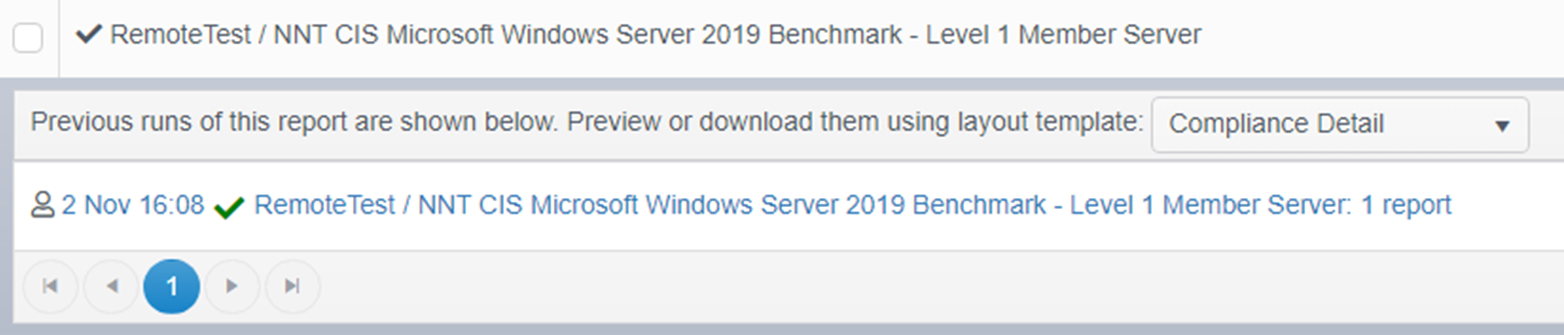 RemoteTest / NNT CIS Microsoft Windows Server 2019 Benchmark - Level 1 Member Server
Previous runs of this report are shown below. Preview or download them using layout template: Compliance Detail
2 Nov 16:08 RemoteTest / NNT CIS Microsoft Windows Server 2019 Benchmark - Level 1 Member Server: 1 report
1